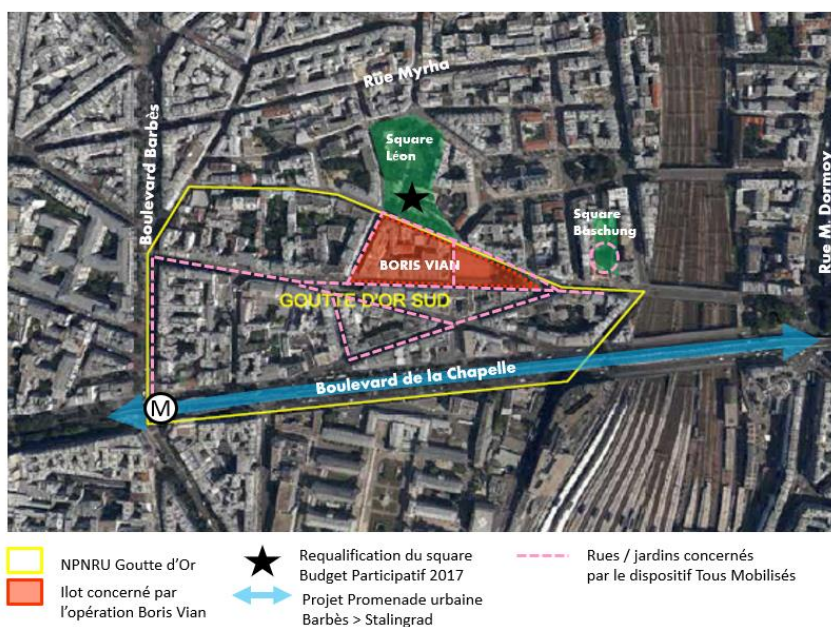 Rue Myrha
Boulevard Barbès
Square
Léon
Square
Baschung
Rue M. Dormoy
BORIS VIAN
GOUTTE D'OR SUD
Boulevard de la Chapelle
M
NPNRU Goutte d'Or
Ilot concerné par
l'opération Boris Vian
Requalification du square
Budget Participatif 2017
Projet Promenade urbaine
Barbès > Stalingrad
Rues / jardins concernés
par le dispositif Tous Mobilisés